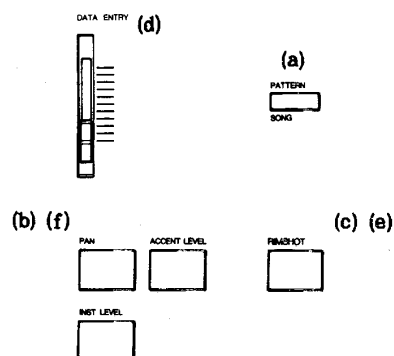 DATA ENTRY (d)
(a)
PATTERN
SONG
(b) (f)
(c) (e)
PAN
ACCENT LEVEL
RIMSHOT
INST LEVEL